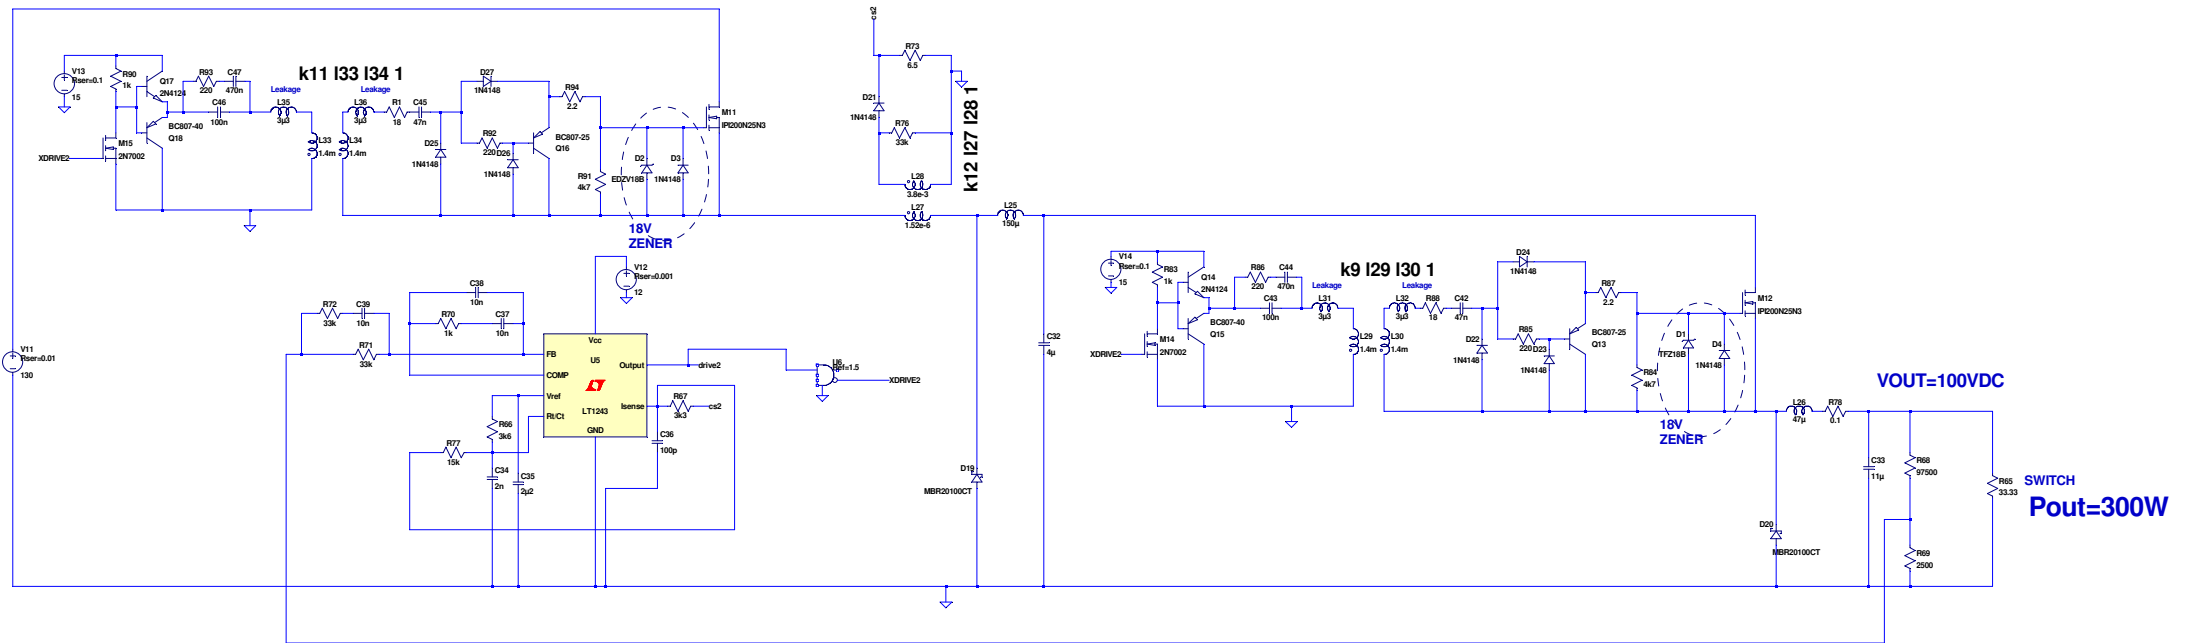 cs2
R73
6.5
k11 l33 l34 1
V13
Rser=0.1
15
R90
1k
Q17
2N4124
R93
220
C47
470n
C46
100n
Leakage
L35
3µ3
Leakage
L36
3µ3
R1
18
C45
47n
D27
1N4148
R94
2.2
M11
IPI200N25N3
D21
1N4148
R76
33k
k12 l27 l28 1
BC807-40
Q18
M15
2N7002
XDRIVE2
L33
1.4m
L34
1.4m
D25
1N4148
R92
220
D26
1N4148
BC807-25
Q16
R91
4k7
D2
EDZV18B
D3
1N4148
L28
3.8e-3
L27
1.52e-6
L25
150µ
18V
ZENER
V12
Rser=0.001
12
V14
Rser=0.1
15
R83
1k
Q14
2N4124
R86
220
C44
470n
C43
100n
k9 l29 l30 1
Leakage
L31
3µ3
Leakage
L32
3µ3
R88
18
C42
47n
D24
1N4148
R87
2.2
M12
IPI200N25N3
BC807-40
Q15
M14
2N7002
XDRIVE2
L29
1.4m
L30
1.4m
D22
1N4148
R85
220
D23
1N4148
BC807-25
Q13
R84
4k7
D1
TFZ18B
D4
1N4148
18V
ZENER
C38
10n
R72
33k
C39
10n
R70
1k
C37
10n
R71
33k
V11
Rser=0.01
130
Vcc
FB
U5
COMP
Output
Vref
LT1243
Isense
Rt/Ct
GND
drive2
U6
Ref=1.5
XDRIVE2
R67
3k3
cs2
C36
100p
R66
3k6
R77
15k
C34
2n
C35
2µ2
C32
4µ
D19
MBR20100CT
VOUT=100VDC
L26
47µ
R78
0.1
C33
11µ
R68
97500
R65
33.33
SWITCH
Pout=300W
D20
MBR20100CT
R69
2500